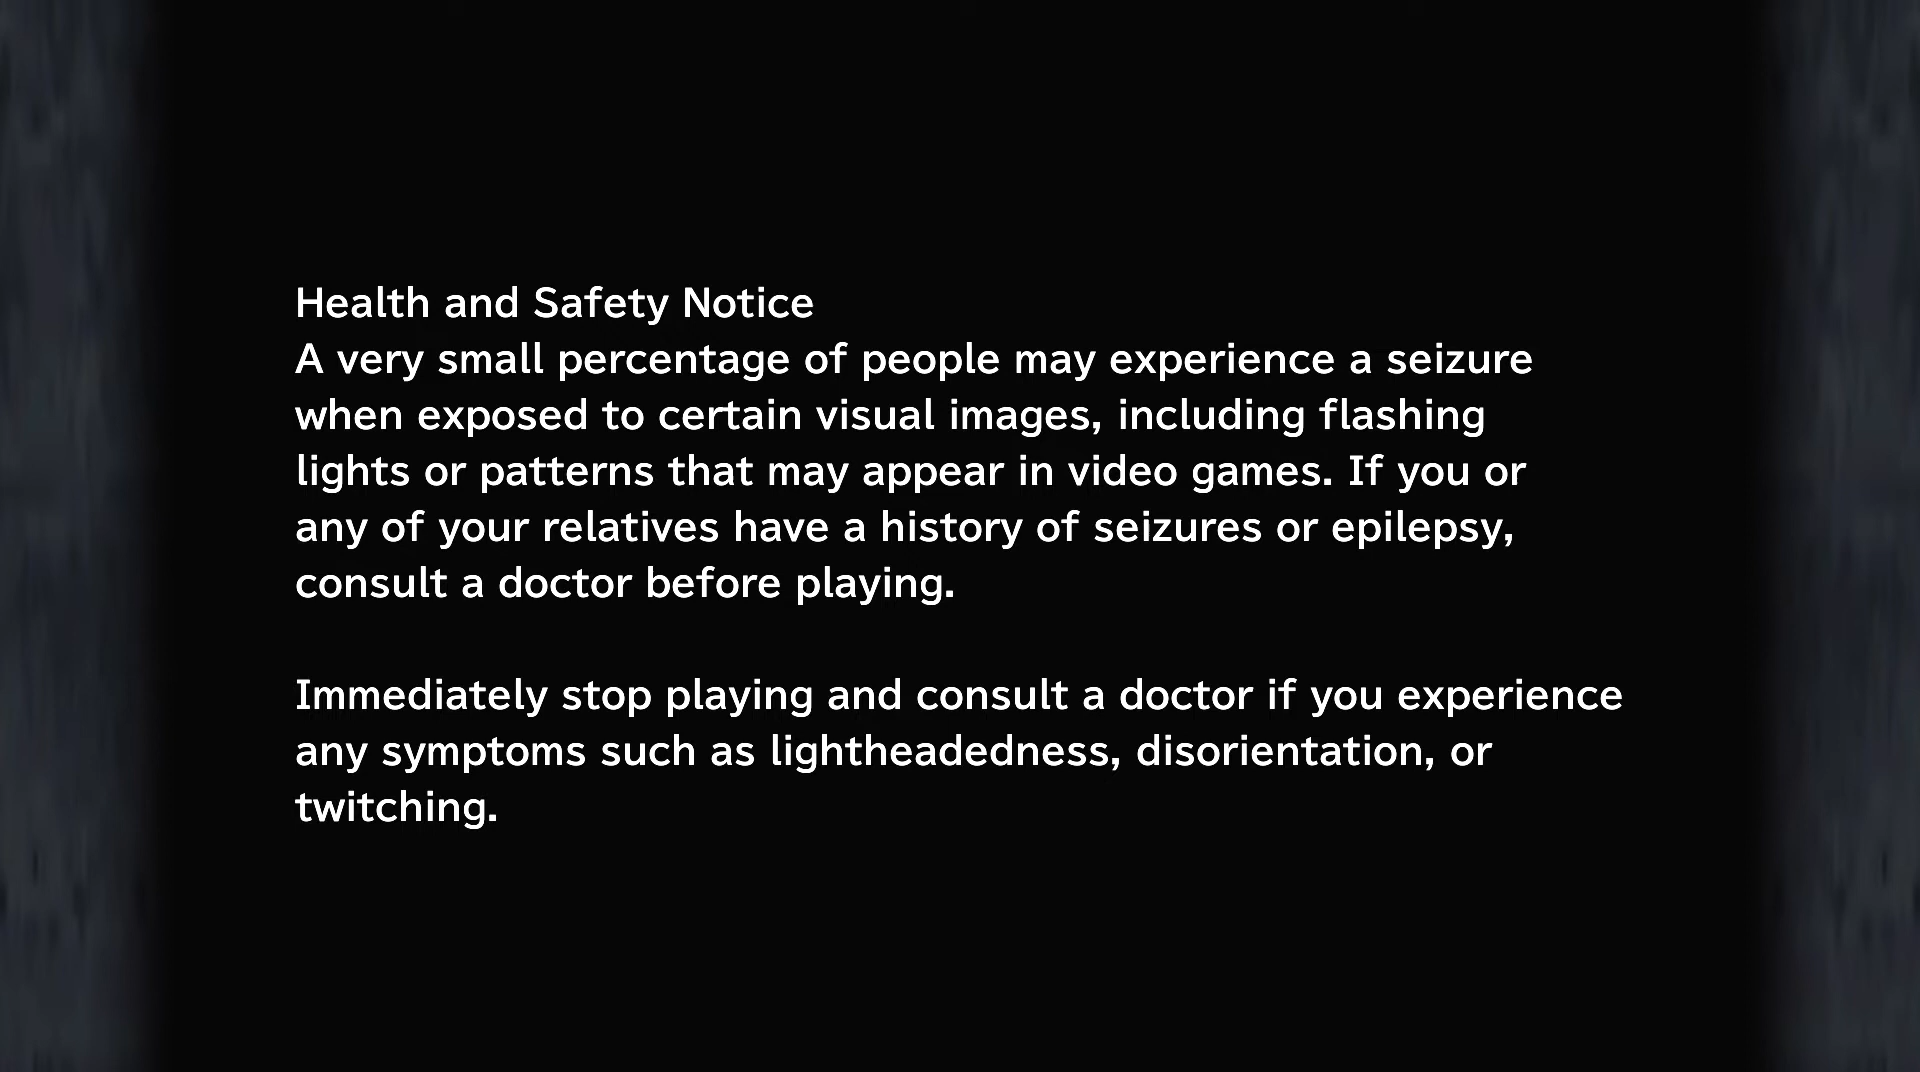 Health and Safety Notice
A very small percentage of people may experience a seizure
when exposed to certain visual images, including flashing
lights or patterns that may appear in video games. If you or
any of your relatives have a history of seizures or epilepsy,
consult a doctor before playing.
Immediately stop playing and consult a doctor if you experience
any symptoms such as lightheadedness, disorientation, or
twitching.